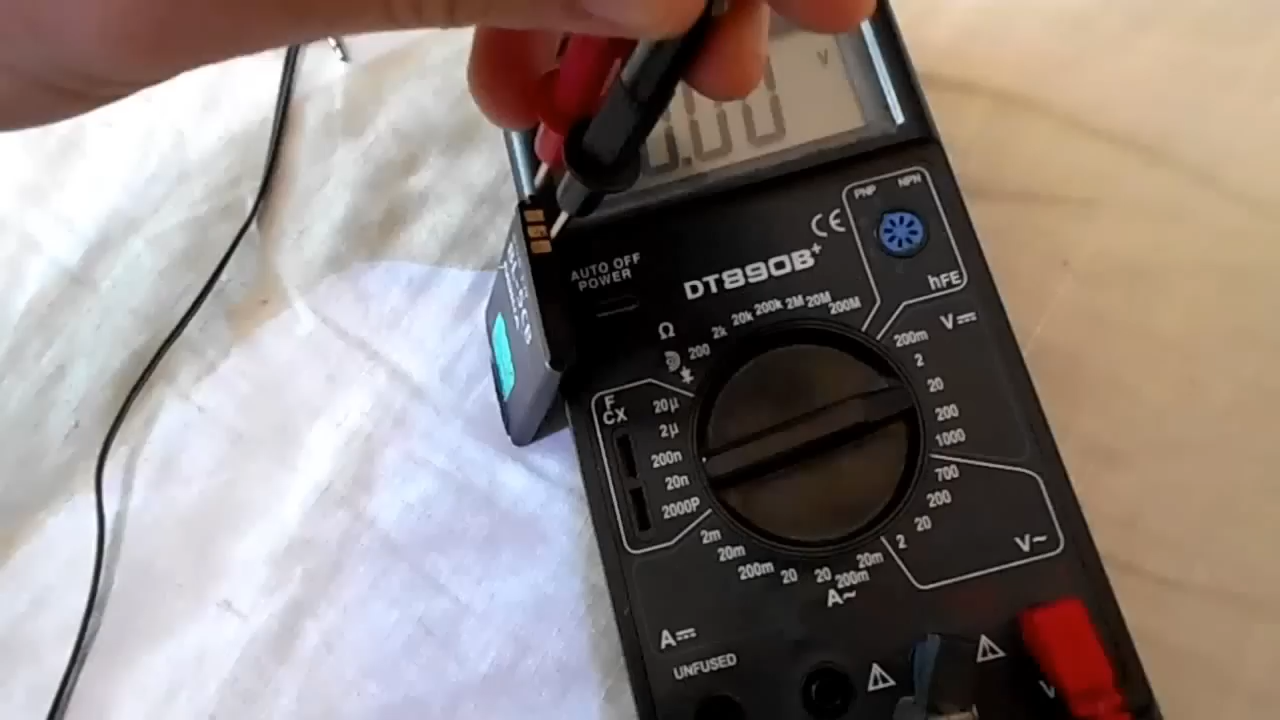 V
0.00
PNP NPN
CE
AUTO OFF
POWER
DT890B+
hFE
Ω
200 2k 20k 200k 2M 20M 200M
V⎓
200m
2
20
200
1000
F
CX
20µ
2µ
200n
20n
2000P
700
200
20
2
V~
2m
20m
200m
20
20
200m
20m
A~
A⎓
UNFUSED